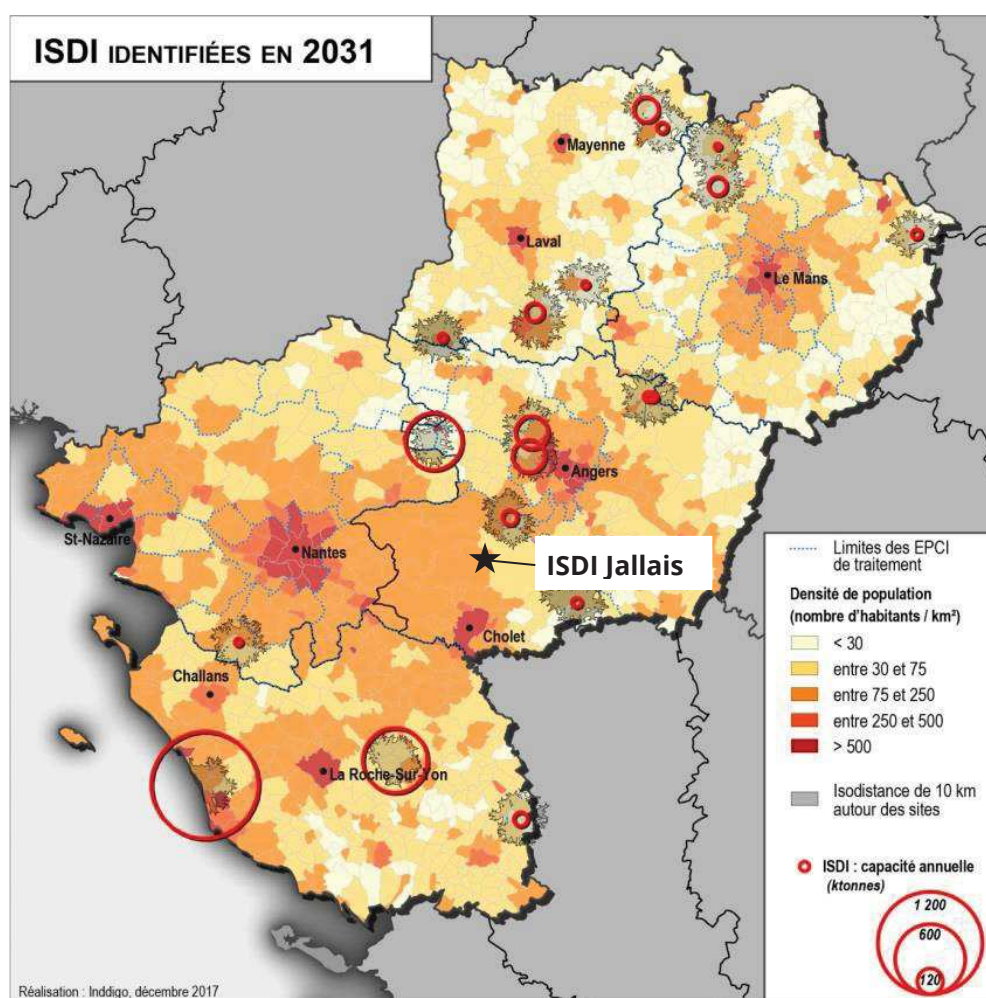 ISDI IDENTIFIÉES EN 2031
Mayenne
Laval
Le Mans
Angers
St-Nazaire
Nantes
ISDI Jallais
Cholet
Challans
La Roche-Sur-Yon
Limites des EPCI
de traitement
Densité de population
(nombre d'habitants / km²)
< 30
entre 30 et 75
entre 75 et 250
entre 250 et 500
> 500
Isodistance de 10 km
autour des sites
ISDI : capacité annuelle
(ktonnes)
1 200
600
120
Réalisation : Inddigo, décembre 2017